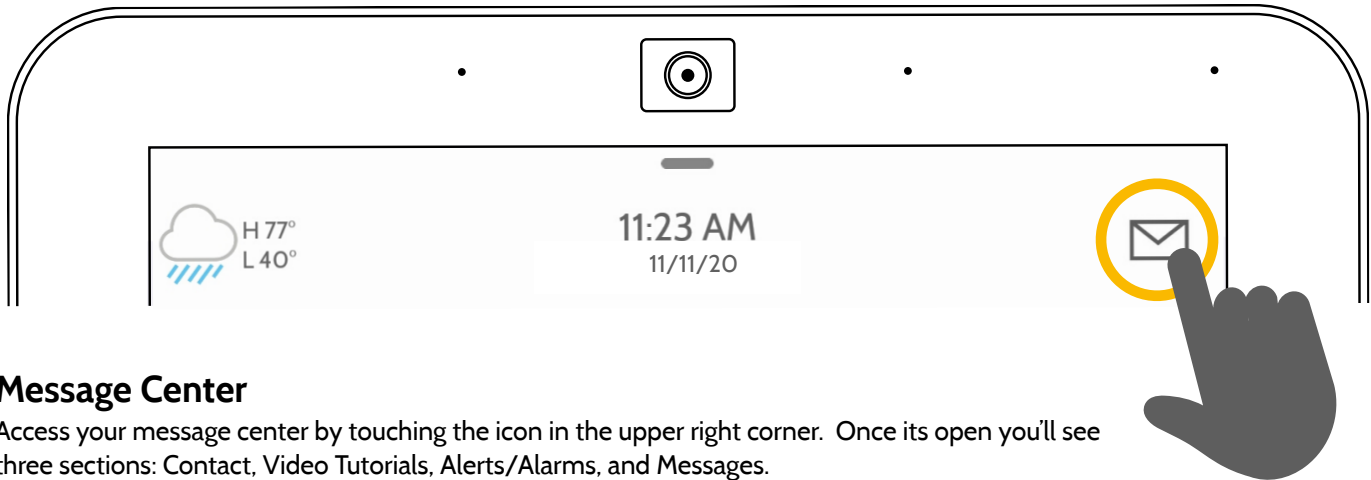 H 77°
L 40°
11:23 AM
11/11/20
Message Center
Access your message center by touching the icon in the upper right corner.  Once its open you'll see
three sections: Contact, Video Tutorials, Alerts/Alarms, and Messages.